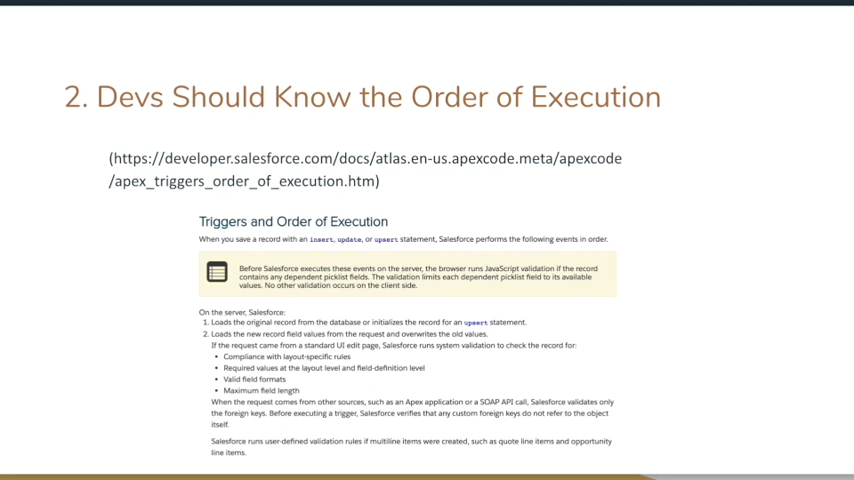 2. Devs Should Know the Order of Execution
(https://developer.salesforce.com/docs/atlas.en-us.apexcode.meta/apexcode
/apex_triggers_order_of_execution.htm)
Triggers and Order of Execution
When you save a record with an insert, update, or upsert statement, Salesforce performs the following events in order.
Before Salesforce executes these events on the server, the browser runs JavaScript validation if the record
contains any dependent picklist fields. The validation limits each dependent picklist field to its available
values. No other validation occurs on the client side.
On the server, Salesforce:
1. Loads the original record from the database or initializes the record for an upsert statement.
2. Loads the new record field values from the request and overwrites the old values.
If the request came from a standard UI edit page, Salesforce runs system validation to check the record for:
• Compliance with layout-specific rules
• Required values at the layout level and field-definition level
• Valid field formats
• Maximum field length
When the request comes from other sources, such as an Apex application or a SOAP API call, Salesforce validates only
the foreign keys. Before executing a trigger, Salesforce verifies that any custom foreign keys do not refer to the object
itself.
Salesforce runs user-defined validation rules if multiline items were created, such as quote line items and opportunity
line items.